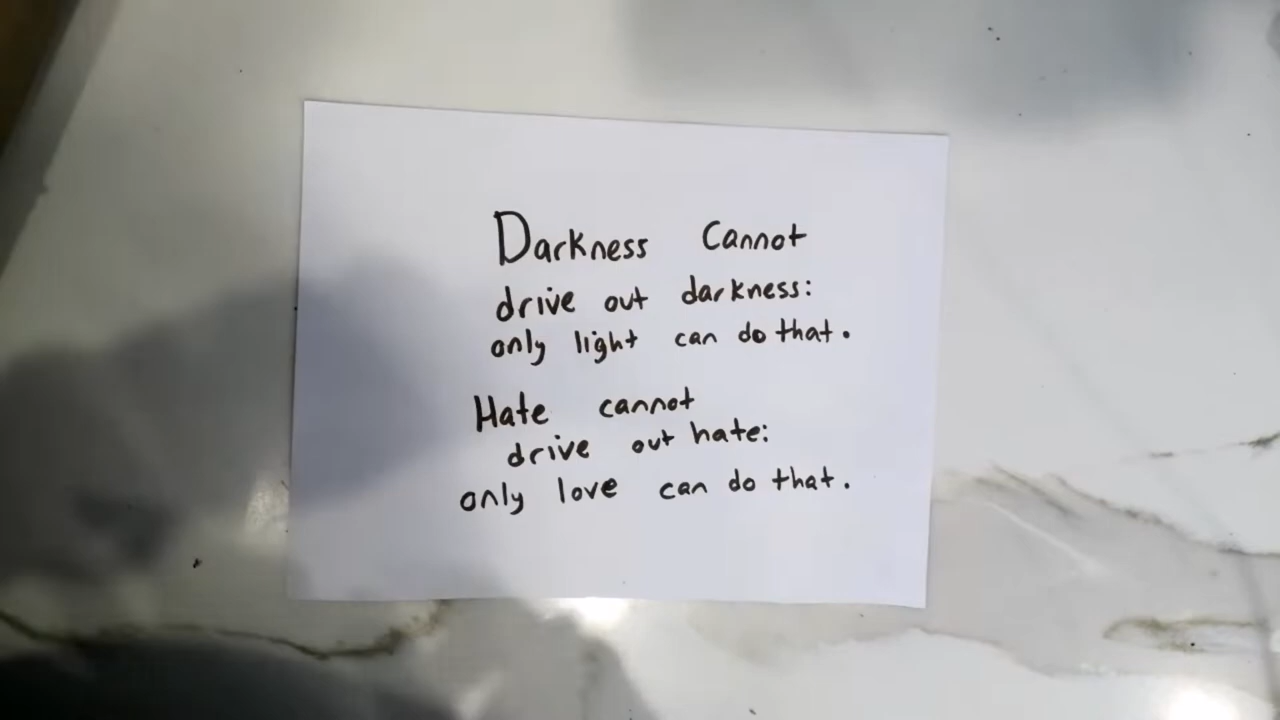 Darkness Cannot
drive out darkness:
only light can do that.
Hate cannot
drive out hate:
only love can do that.